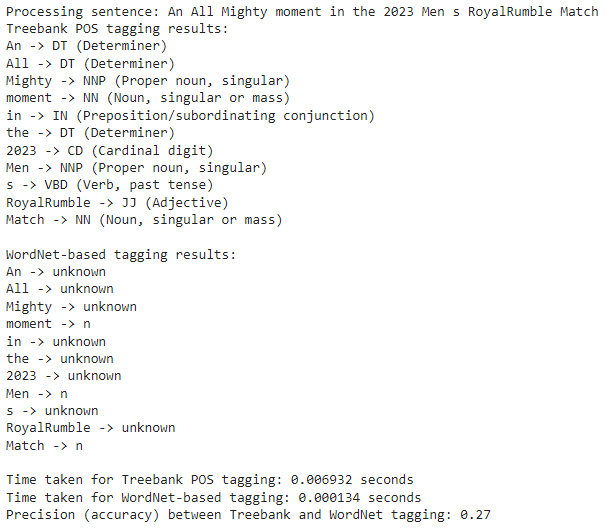 Processing sentence: An All Mighty moment in the 2023 Men s RoyalRumble Match
Treebank POS tagging results:
An -> DT (Determiner)
All -> DT (Determiner)
Mighty -> NNP (Proper noun, singular)
moment -> NN (Noun, singular or mass)
in -> IN (Preposition/subordinating conjunction)
the -> DT (Determiner)
2023 -> CD (Cardinal digit)
Men -> NNP (Proper noun, singular)
s -> VBD (Verb, past tense)
RoyalRumble -> JJ (Adjective)
Match -> NN (Noun, singular or mass)

WordNet-based tagging results:
An -> unknown
All -> unknown
Mighty -> unknown
moment -> n
in -> unknown
the -> unknown
2023 -> unknown
Men -> n
s -> unknown
RoyalRumble -> unknown
Match -> n

Time taken for Treebank POS tagging: 0.006932 seconds
Time taken for WordNet-based tagging: 0.000134 seconds
Precision (accuracy) between Treebank and WordNet tagging: 0.27